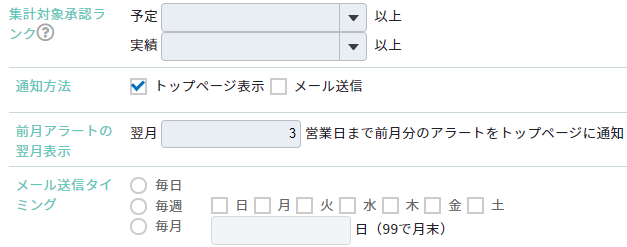 集計対象承認ラ
ンク?
予定 以上
実績 以上
通知方法 トップページ表示 メール送信
前月アラートの
翌月表示
翌月 3 営業日まで前月分のアラートをトップページに通知
メール送信タイ
ミング
毎日
毎週 日 月 火 水 木 金 土
毎月 日（99で月末）